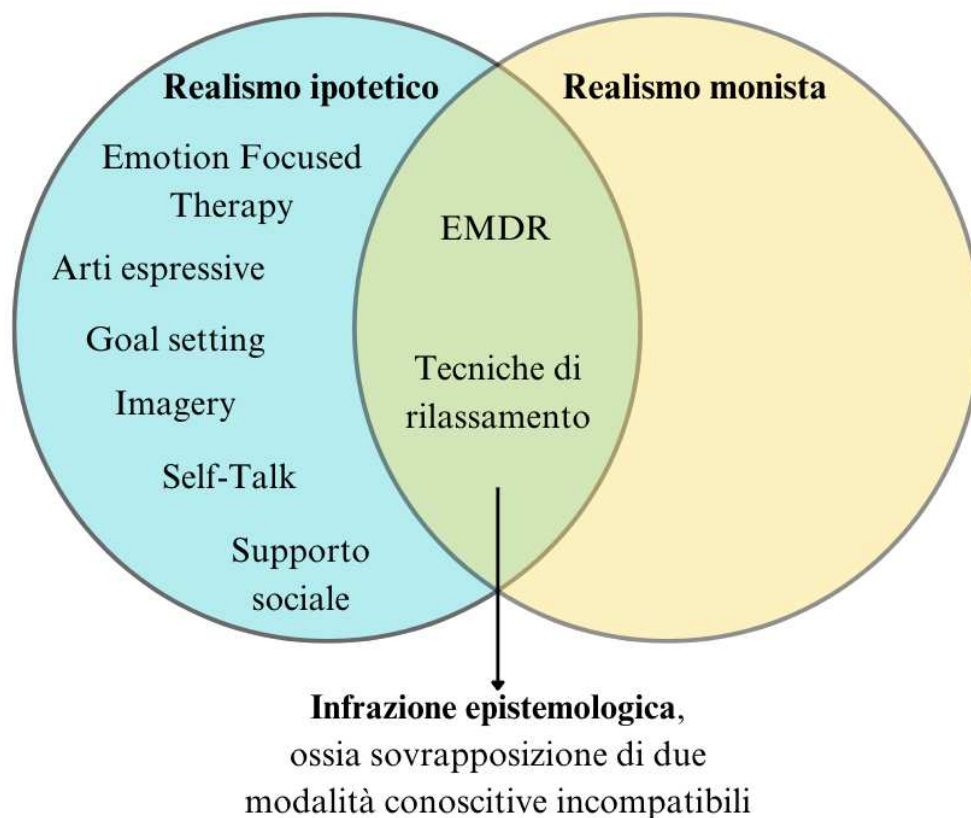 Realismo ipotetico
Realismo monista
Emotion Focused
Therapy
Arti espressive
Goal setting
Imagery
Self-Talk
Supporto
sociale
EMDR
Tecniche di
rilassamento
Infrazione epistemologica,
ossia sovrapposizione di due
modalità conoscitive incompatibili